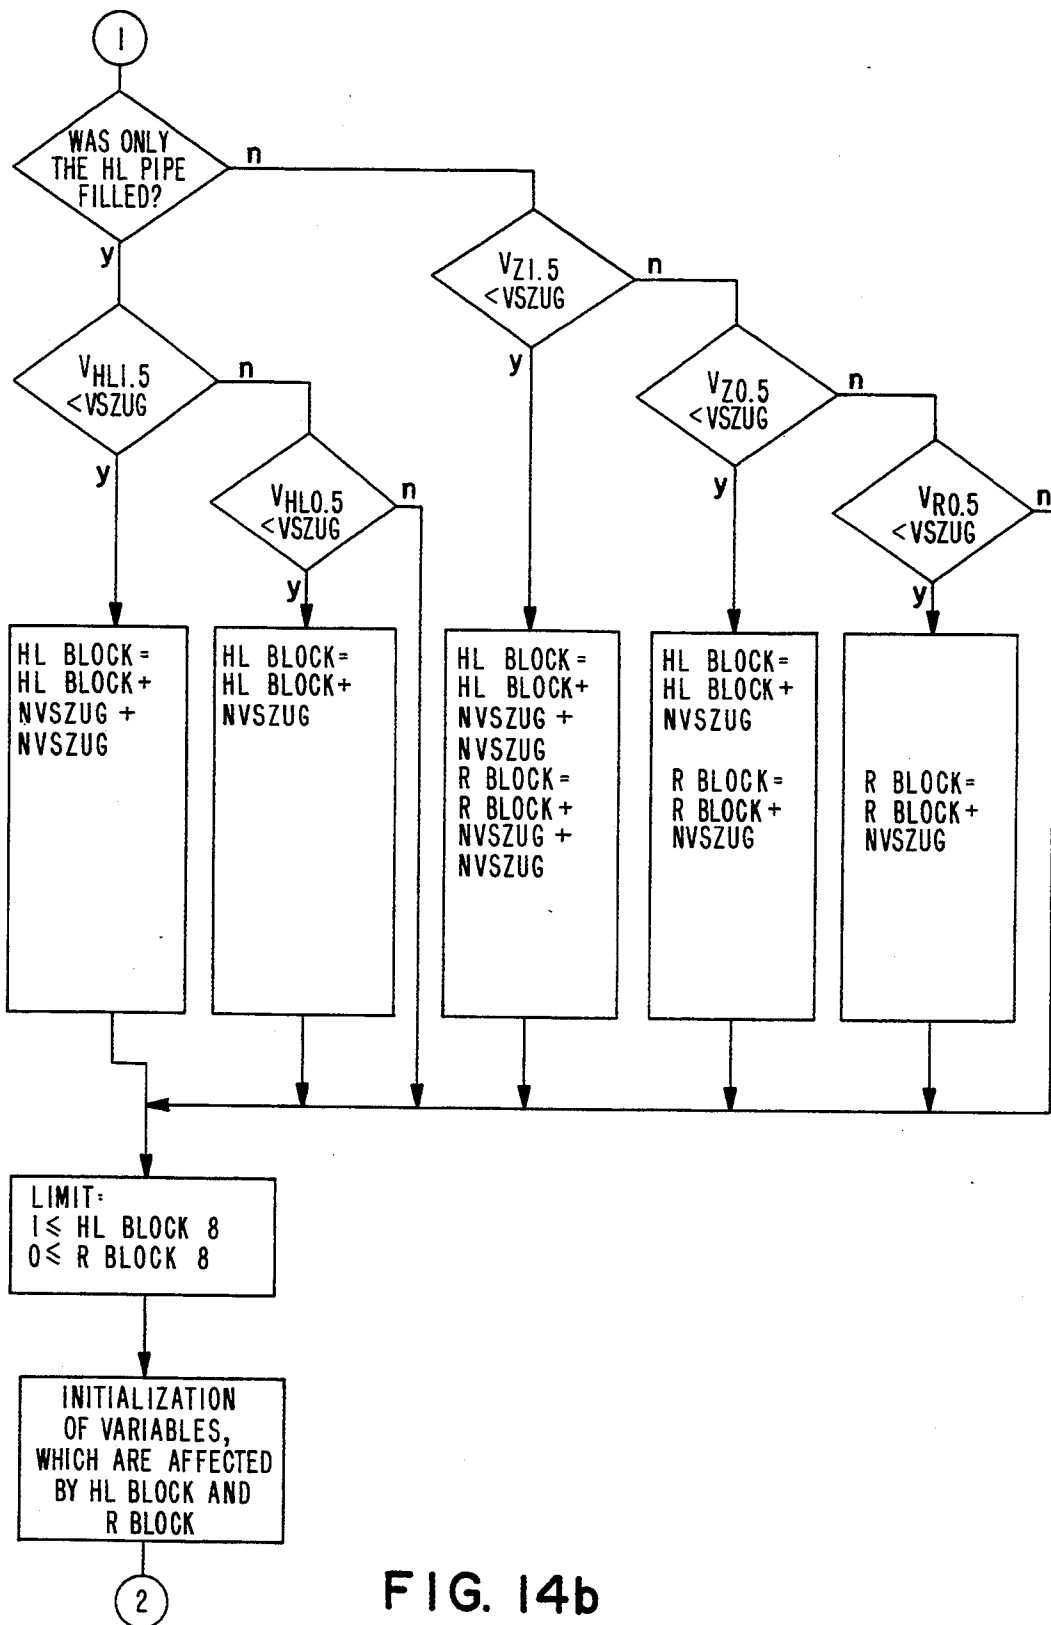 1
WAS ONLY
THE HL PIPE
FILLED?
n
y
VHL1.5
<VSZUG
n
y
VHL0.5
<VSZUG
n
y
VZ1.5
<VSZUG
n
y
VZ0.5
<VSZUG
n
y
VR0.5
<VSZUG
n
y
HL BLOCK=
HL BLOCK+
NVSZUG +
NVSZUG
HL BLOCK=
HL BLOCK+
NVSZUG
HL BLOCK=
HL BLOCK+
NVSZUG +
NVSZUG
R BLOCK=
R BLOCK+
NVSZUG +
NVSZUG
HL BLOCK=
HL BLOCK+
NVSZUG
R BLOCK=
R BLOCK+
NVSZUG
R BLOCK=
R BLOCK+
NVSZUG
LIMIT:
1≤ HL BLOCK 8
0≤ R BLOCK 8
INITIALIZATION
OF VARIABLES,
WHICH ARE AFFECTED
BY HL BLOCK AND
R BLOCK
2
FIG. 14b